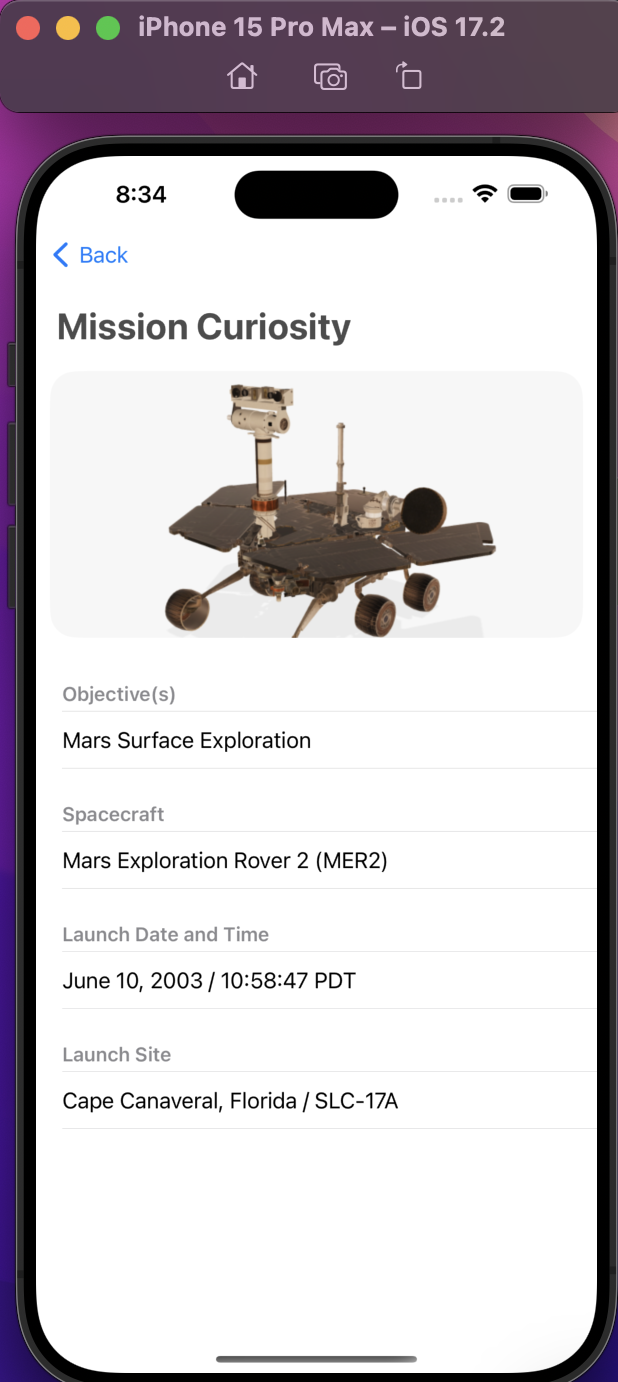 iPhone 15 Pro Max – iOS 17.2
8:34
Back
Mission Curiosity
Objective(s)
Mars Surface Exploration
Spacecraft
Mars Exploration Rover 2 (MER2)
Launch Date and Time
June 10, 2003 / 10:58:47 PDT
Launch Site
Cape Canaveral, Florida / SLC-17A